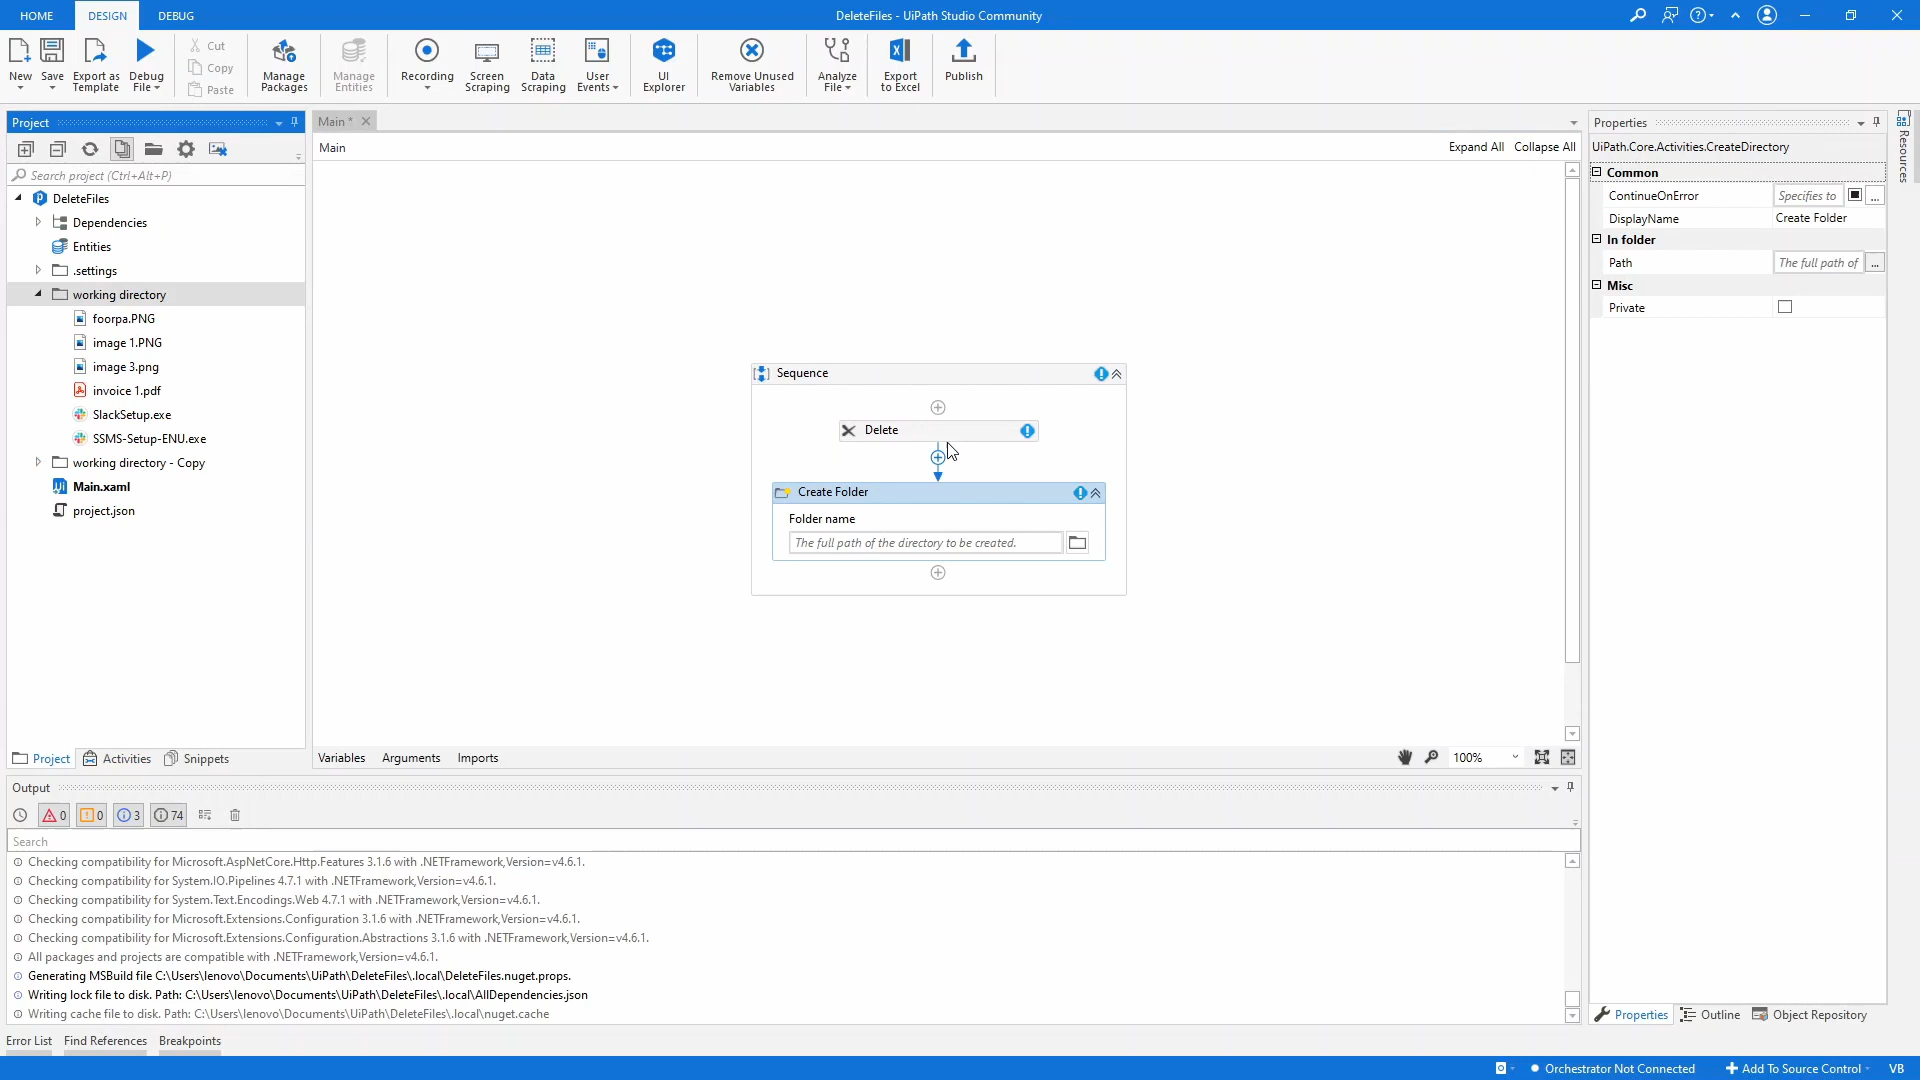 HOME
DESIGN
DEBUG
DeleteFiles - UiPath Studio Community
New
Save
Export as Template
Debug File
Cut
Copy
Paste
Manage Packages
Manage Entities
Recording
Screen Scraping
Data Scraping
User Events
UI Explorer
Remove Unused Variables
Analyze File
Export to Excel
Publish
Project
Search project (Ctrl+Alt+P)
DeleteFiles
Dependencies
Entities
.settings
working directory
foorpa.PNG
image 1.PNG
image 3.png
invoice 1.pdf
SlackSetup.exe
SSMS-Setup-ENU.exe
working directory - Copy
Main.xaml
project.json
Project
Activities
Snippets
Main *
Main
Expand All
Collapse All
Sequence
Delete
Create Folder
Folder name
The full path of the directory to be created.
Variables
Arguments
Imports
100%
Properties
UiPath.Core.Activities.CreateDirectory
Common
ContinueOnError
Specifies to
...
DisplayName
Create Folder
In folder
Path
The full path of
...
Misc
Private
Properties
Outline
Object Repository
Resources
Output
0
0
3
74
Search
Checking compatibility for Microsoft.AspNetCore.Http.Features 3.1.6 with .NETFramework,Version=v4.6.1.
Checking compatibility for System.IO.Pipelines 4.7.1 with .NETFramework,Version=v4.6.1.
Checking compatibility for System.Text.Encodings.Web 4.7.1 with .NETFramework,Version=v4.6.1.
Checking compatibility for Microsoft.Extensions.Configuration 3.1.6 with .NETFramework,Version=v4.6.1.
Checking compatibility for Microsoft.Extensions.Configuration.Abstractions 3.1.6 with .NETFramework,Version=v4.6.1.
All packages and projects are compatible with .NETFramework,Version=v4.6.1.
Generating MSBuild file C:\Users\lenovo\Documents\UiPath\DeleteFiles\.local\DeleteFiles.nuget.props.
Writing lock file to disk. Path: C:\Users\lenovo\Documents\UiPath\DeleteFiles\.local\AllDependencies.json
Writing cache file to disk. Path: C:\Users\lenovo\Documents\UiPath\DeleteFiles\.local\nuget.cache
Error List
Find References
Breakpoints
Orchestrator Not Connected
Add To Source Control
VB